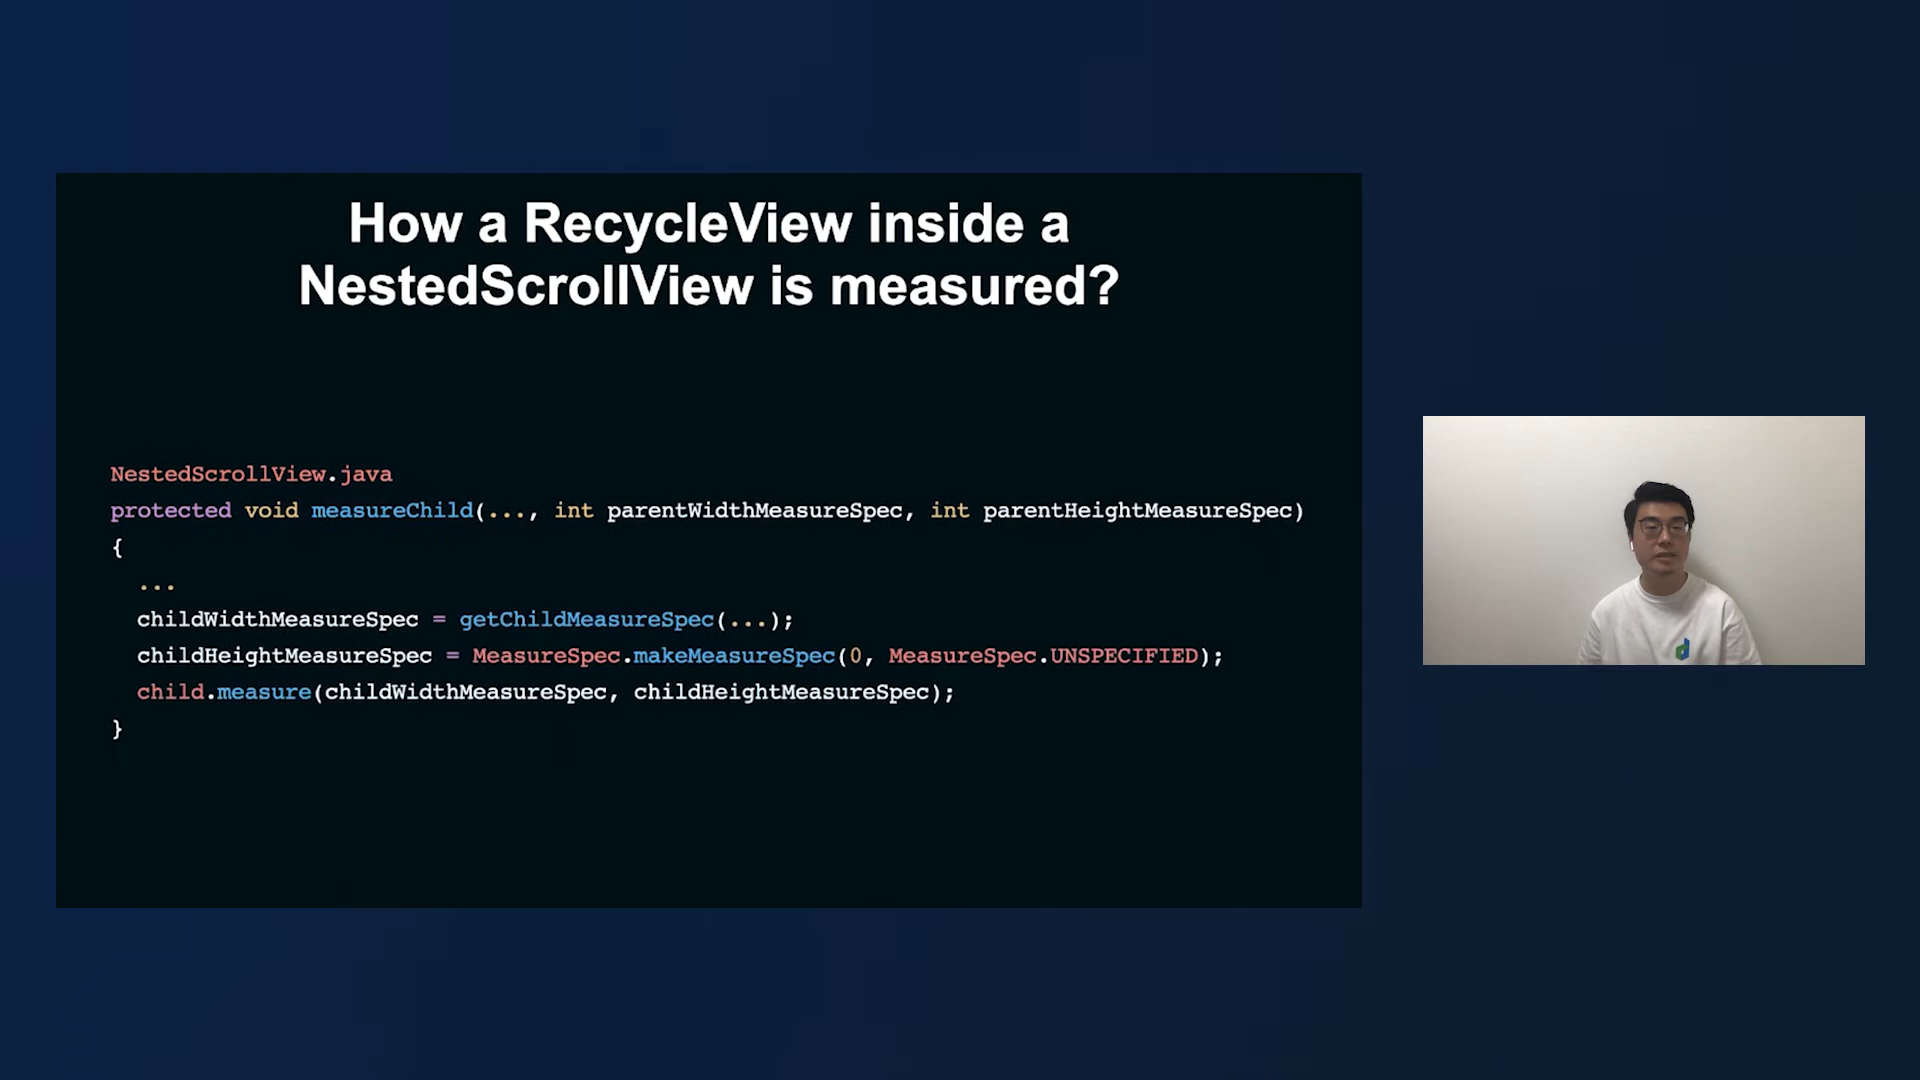 How a RecycleView inside a
NestedScrollView is measured?
NestedScrollView.java
protected void measureChild(..., int parentWidthMeasureSpec, int parentHeightMeasureSpec)
{
...
childWidthMeasureSpec = getChildMeasureSpec(...);
childHeightMeasureSpec = MeasureSpec.makeMeasureSpec(0, MeasureSpec.UNSPECIFIED);
child.measure(childWidthMeasureSpec, childHeightMeasureSpec);
}